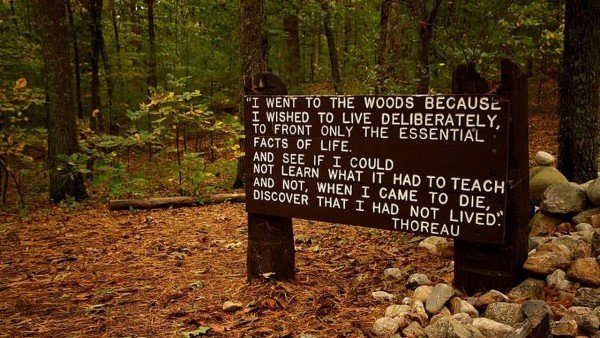 "I WENT TO THE WOODS BECAUSE
I WISHED TO LIVE DELIBERATELY,
TO FRONT ONLY THE ESSENTIAL
FACTS OF LIFE.
AND SEE IF I COULD
NOT LEARN WHAT IT HAD TO TEACH
AND NOT, WHEN I CAME TO DIE,
DISCOVER THAT I HAD NOT LIVED."
THOREAU